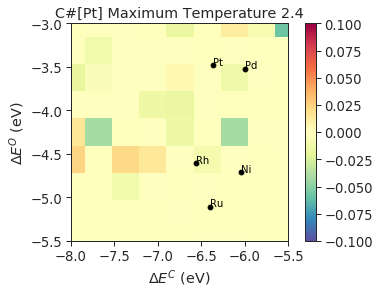 C#[Pt] Maximum Temperature 2.4
−3.0
−3.5
−4.0
−4.5
−5.0
−5.5
ΔE^O (eV)
Pt
Pd
Rh
Ni
Ru
−8.0 −7.5 −7.0 −6.5 −6.0 −5.5
ΔE^C (eV)
0.100
0.075
0.050
0.025
0.000
−0.025
−0.050
−0.075
−0.100